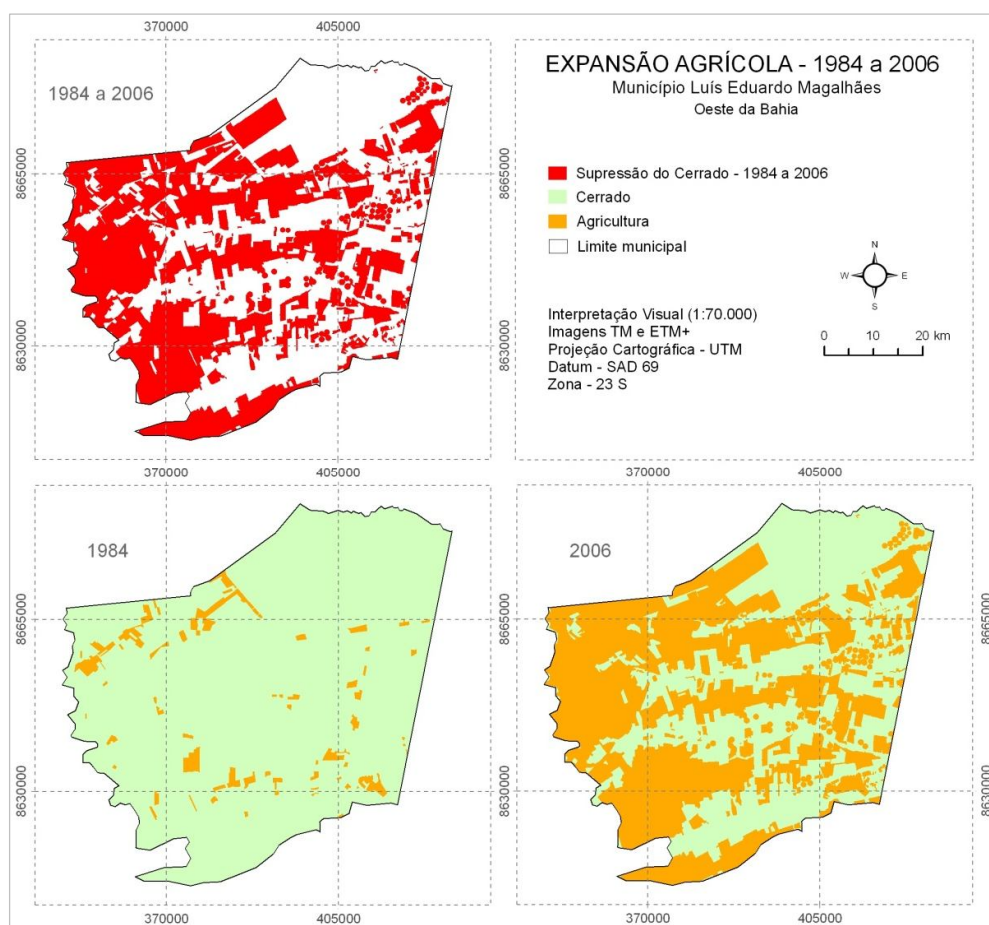 370000
405000
1984 a 2006
8665000
8665000
8630000
8630000
370000
405000
EXPANSÃO AGRÍCOLA - 1984 a 2006
Município Luís Eduardo Magalhães
Oeste da Bahia
Supressão do Cerrado - 1984 a 2006
Cerrado
Agricultura
Limite municipal
N
W
E
S
Interpretação Visual (1:70.000)
Imagens TM e ETM+
Projeção Cartográfica - UTM
Datum - SAD 69
Zona - 23 S
0 10 20 km
370000
405000
1984
8665000
8665000
8630000
8630000
370000
405000
2006
8665000
8630000
370000
405000